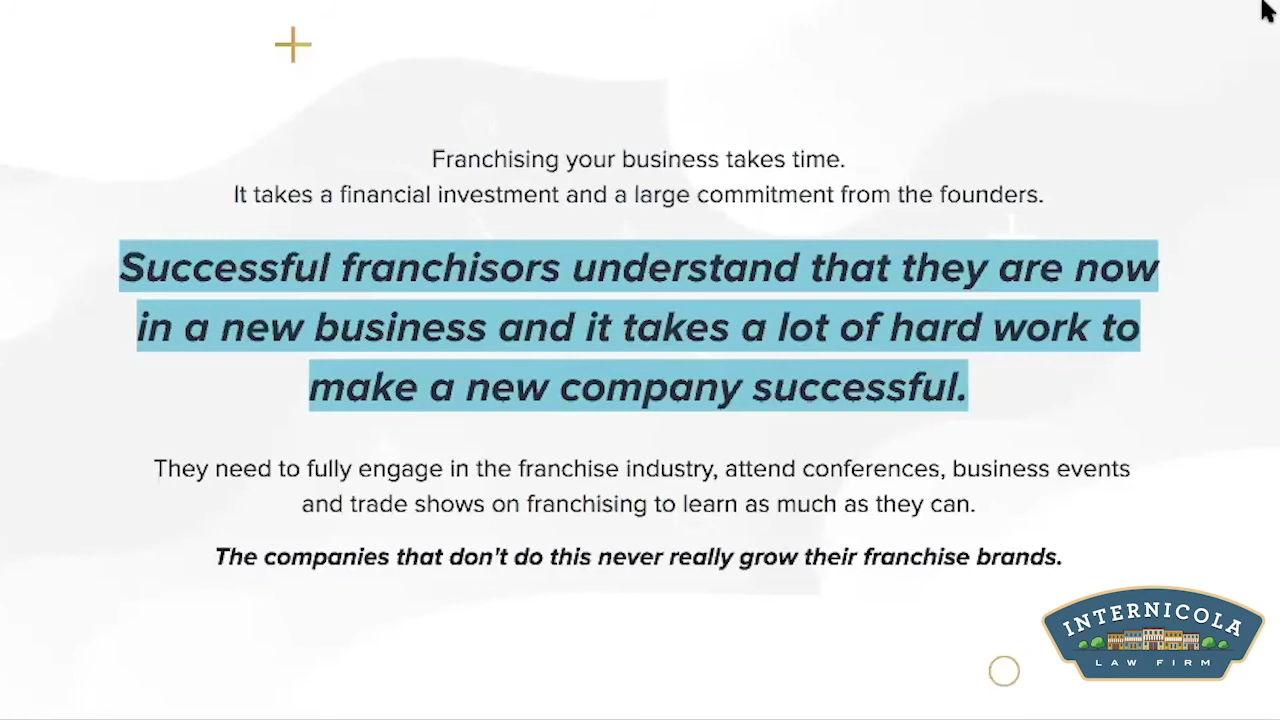 Franchising your business takes time.
It takes a financial investment and a large commitment from the founders.
Successful franchisors understand that they are now
in a new business and it takes a lot of hard work to
make a new company successful.
They need to fully engage in the franchise industry, attend conferences, business events
and trade shows on franchising to learn as much as they can.
The companies that don't do this never really grow their franchise brands.
INTERNICOLA
LAW FIRM